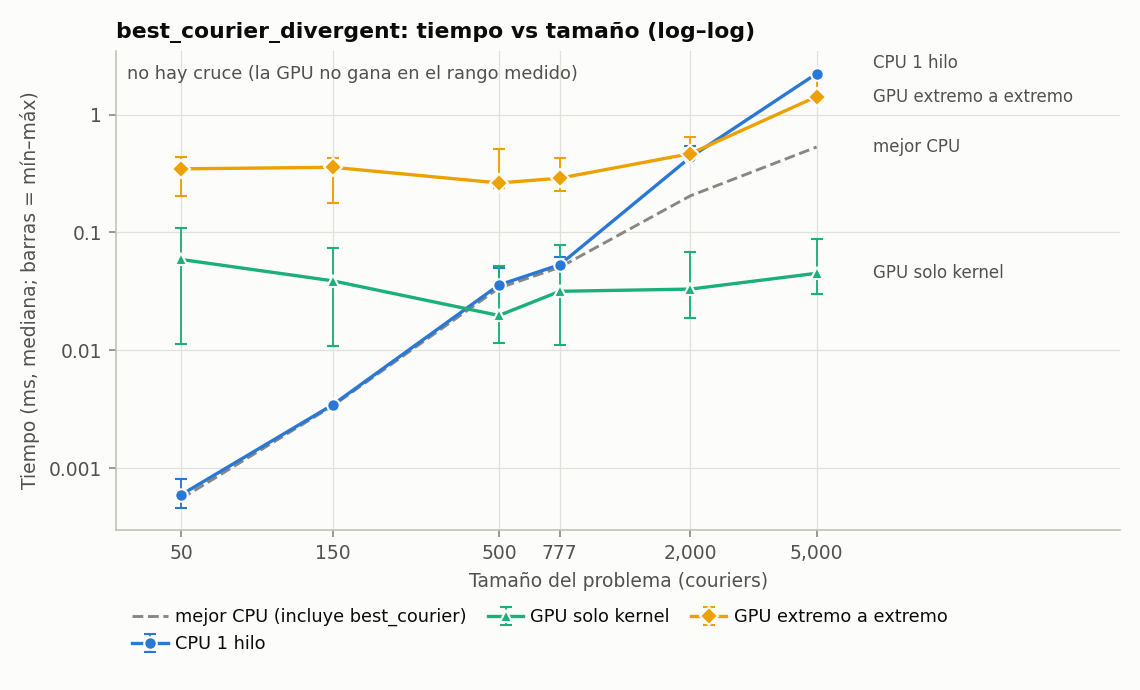 best_courier_divergent: tiempo vs tamaño (log–log)
no hay cruce (la GPU no gana en el rango medido)
CPU 1 hilo
GPU extremo a extremo
mejor CPU
GPU solo kernel
Tiempo (ms, mediana; barras = mín–máx)
1
0.1
0.01
0.001
50 150 500 777 2,000 5,000
Tamaño del problema (couriers)
mejor CPU (incluye best_courier) GPU solo kernel GPU extremo a extremo
CPU 1 hilo